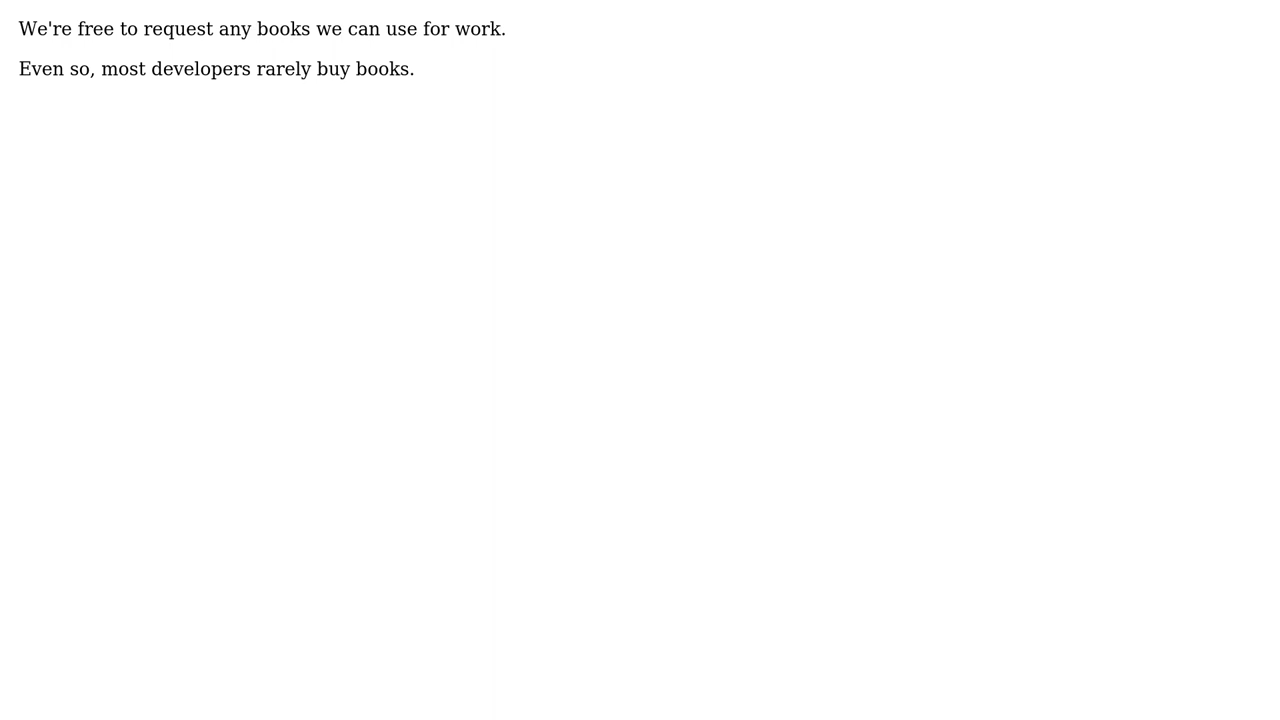 We're free to request any books we can use for work.
Even so, most developers rarely buy books.